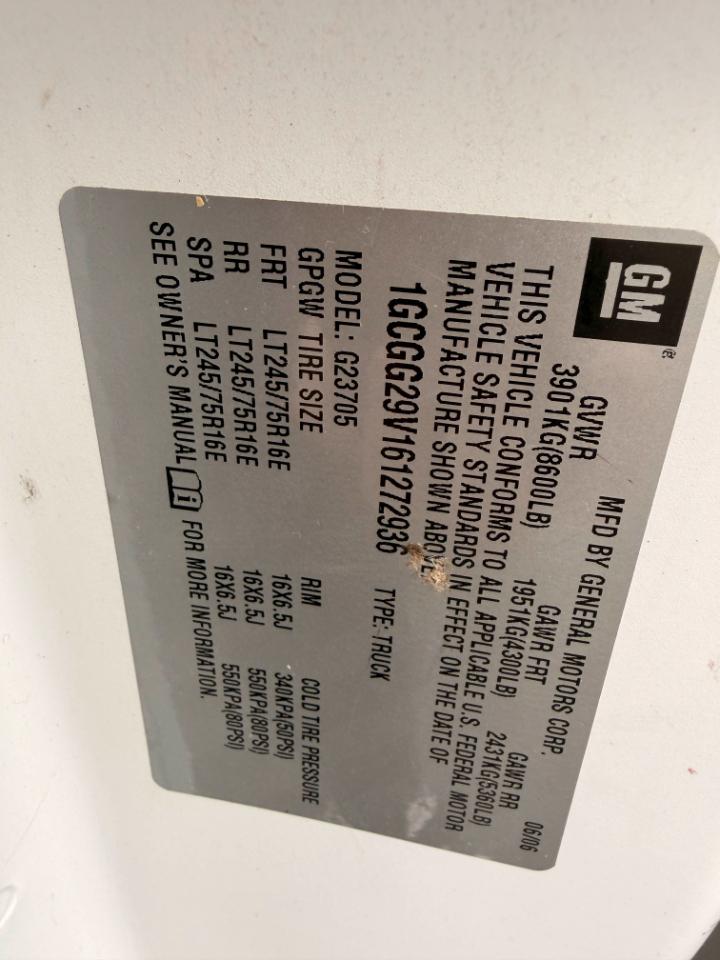 GM
MFD BY GENERAL MOTORS CORP. 06/06
GVWR GAWR FRT GAWR RR
3901KG(8600LB) 1951KG(4300LB) 2431KG(5360LB)
THIS VEHICLE CONFORMS TO ALL APPLICABLE U.S. FEDERAL MOTOR
VEHICLE SAFETY STANDARDS IN EFFECT ON THE DATE OF
MANUFACTURE SHOWN ABOVE.
1GCGG29V161272936 TYPE: TRUCK
MODEL: G23705
GPGW TIRE SIZE RIM COLD TIRE PRESSURE
FRT LT245/75R16E 16X6.5J 340KPA(50PSI)
RR LT245/75R16E 16X6.5J 550KPA(80PSI)
SPA LT245/75R16E 16X6.5J 550KPA(80PSI)
SEE OWNER'S MANUAL FOR MORE INFORMATION.